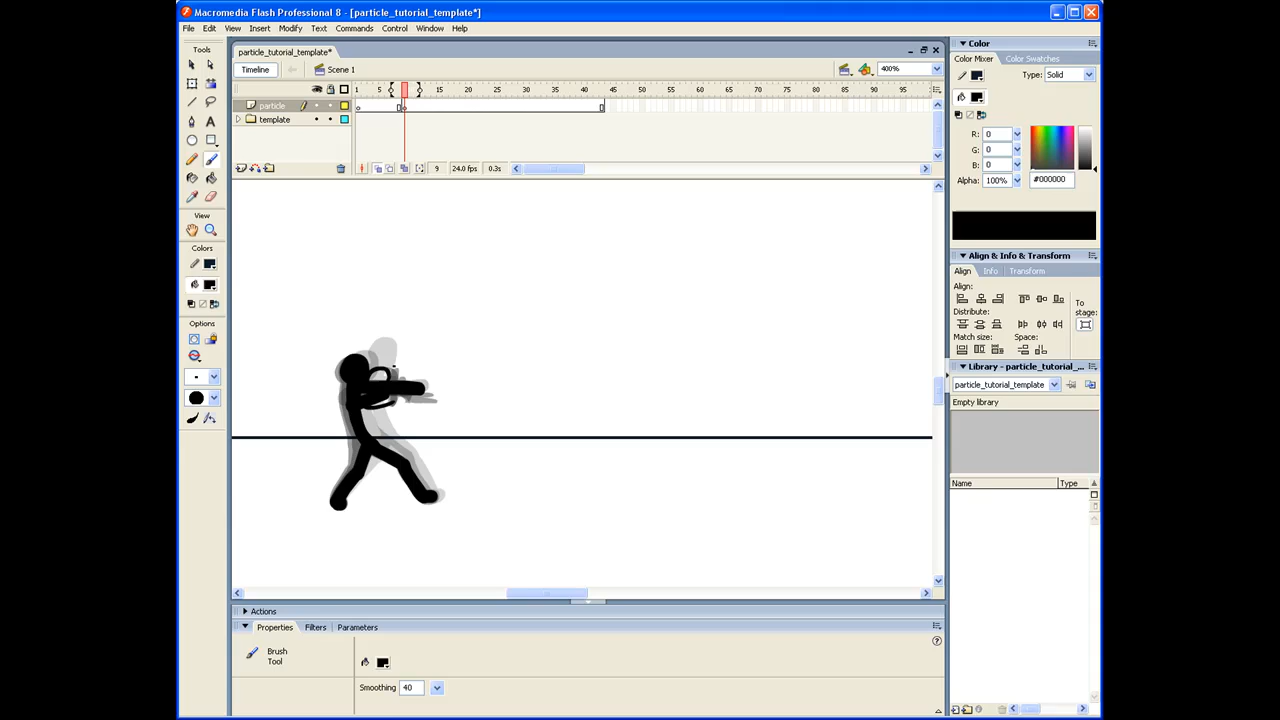 Macromedia Flash Professional 8 - [particle_tutorial_template*]
File Edit View Insert Modify Text Commands Control Window Help
Tools
View
Colors
Options
particle_tutorial_template*
Timeline
Scene 1
400%
1 5 15 20 25 30 35 40 45 50 55 60 65 70 75 80 85 90 95
particle
template
9 24.0 fps 0.3s
Actions
Properties Filters Parameters
Brush
Tool
Smoothing 40
Color
Color Mixer Color Swatches
Type: Solid
R: 0
G: 0
B: 0
Alpha: 100% #000000
Align & Info & Transform
Align Info Transform
Align:
To
stage:
Distribute:
Match size: Space:
Library - particle_tutorial_...
particle_tutorial_template
Empty library
Name Type